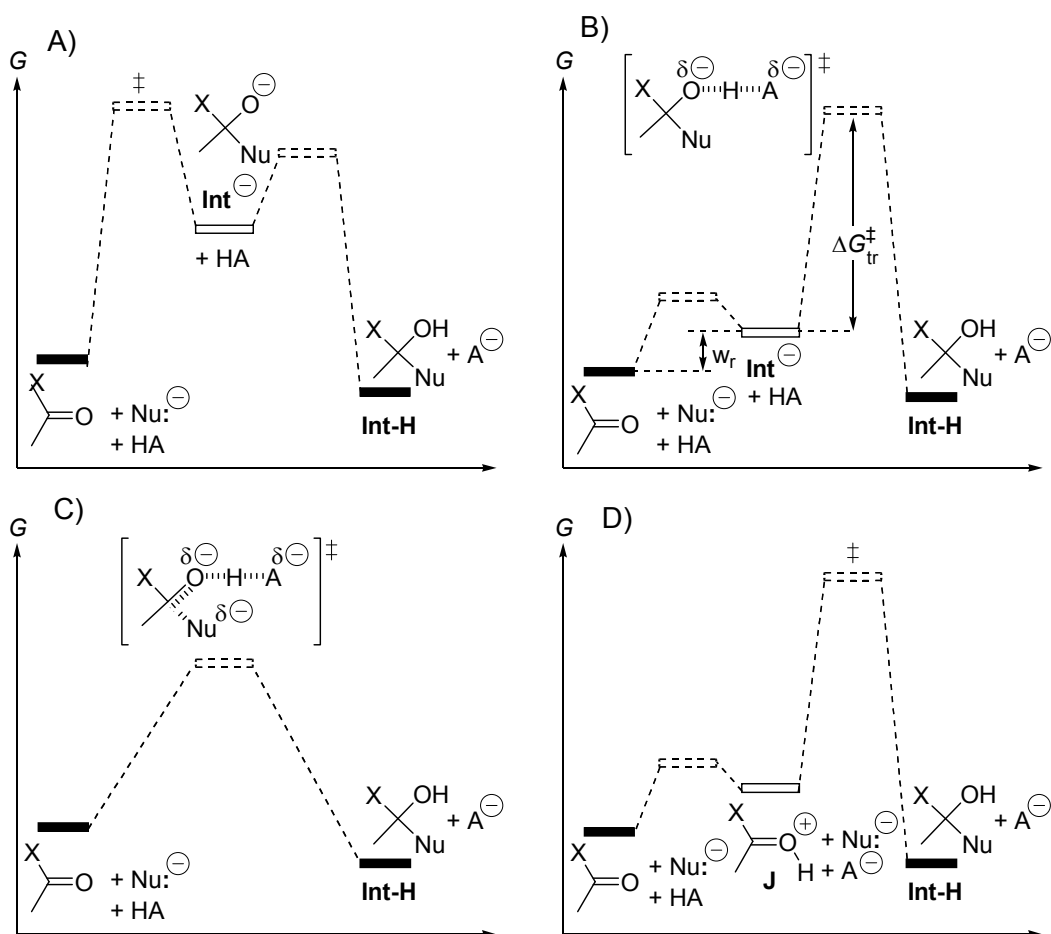 A)
G
‡
X
O ⊖
Nu
Int ⊖
+ HA
X
O
+ Nu: ⊖
+ HA
X
OH
+ A ⊖
Nu
Int-H
B)
G
δ⊖ δ⊖ ‡
X O H A
Nu
ΔG‡tr
wr
Int ⊖
+ HA
X
O
+ Nu: ⊖
+ HA
X
OH
+ A ⊖
Nu
Int-H
C)
G
δ⊖ δ⊖ ‡
X O H A
Nu δ⊖
X
O
+ Nu: ⊖
+ HA
X
OH
+ A ⊖
Nu
Int-H
D)
G
‡
X
O
+ Nu: ⊖
+ HA
X
O ⊕ + Nu: ⊖
H + A ⊖
J
X
OH
+ A ⊖
Nu
Int-H